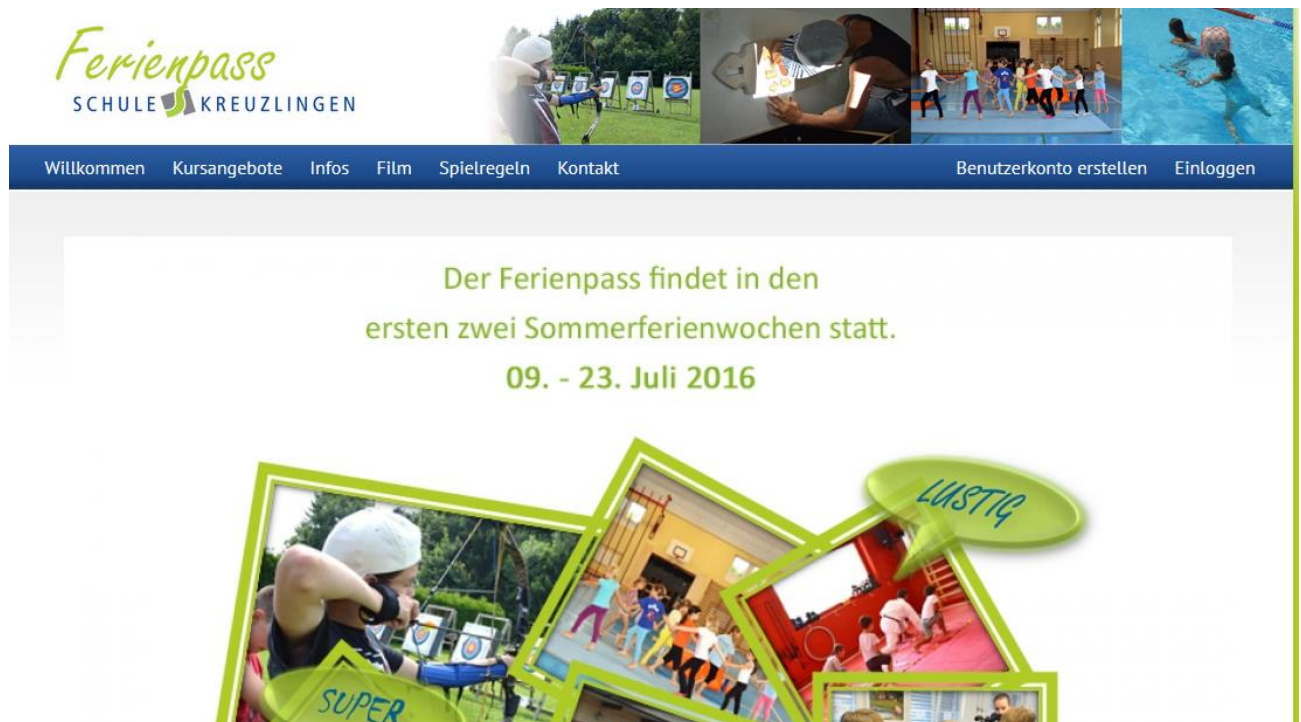 Ferienpass
SCHULE KREUZLINGEN
Willkommen Kursangebote Infos Film Spielregeln Kontakt Benutzerkonto erstellen Einloggen
Der Ferienpass findet in den
ersten zwei Sommerferienwochen statt.
09. - 23. Juli 2016
LUSTIG
SUPER